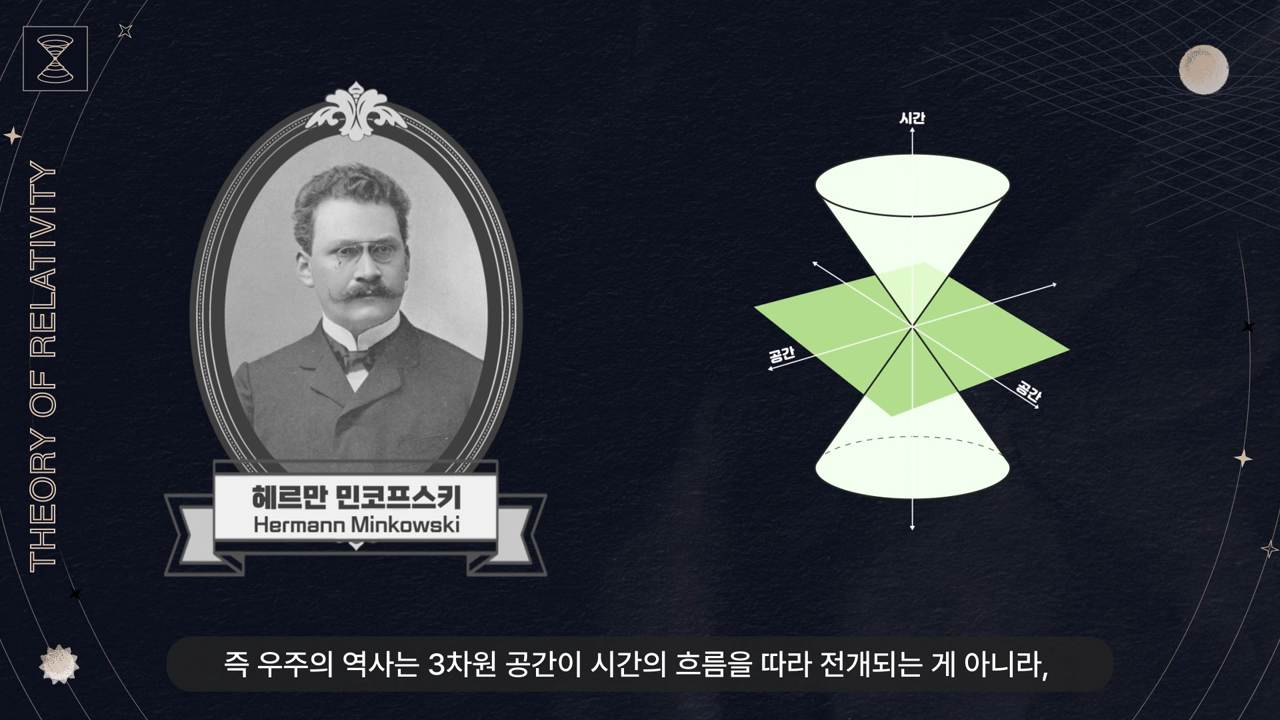 THEORY OF RELATIVITY
헤르만 민코프스키
Hermann Minkowski
시간
공간
공간
즉 우주의 역사는 3차원 공간이 시간의 흐름을 따라 전개되는 게 아니라,